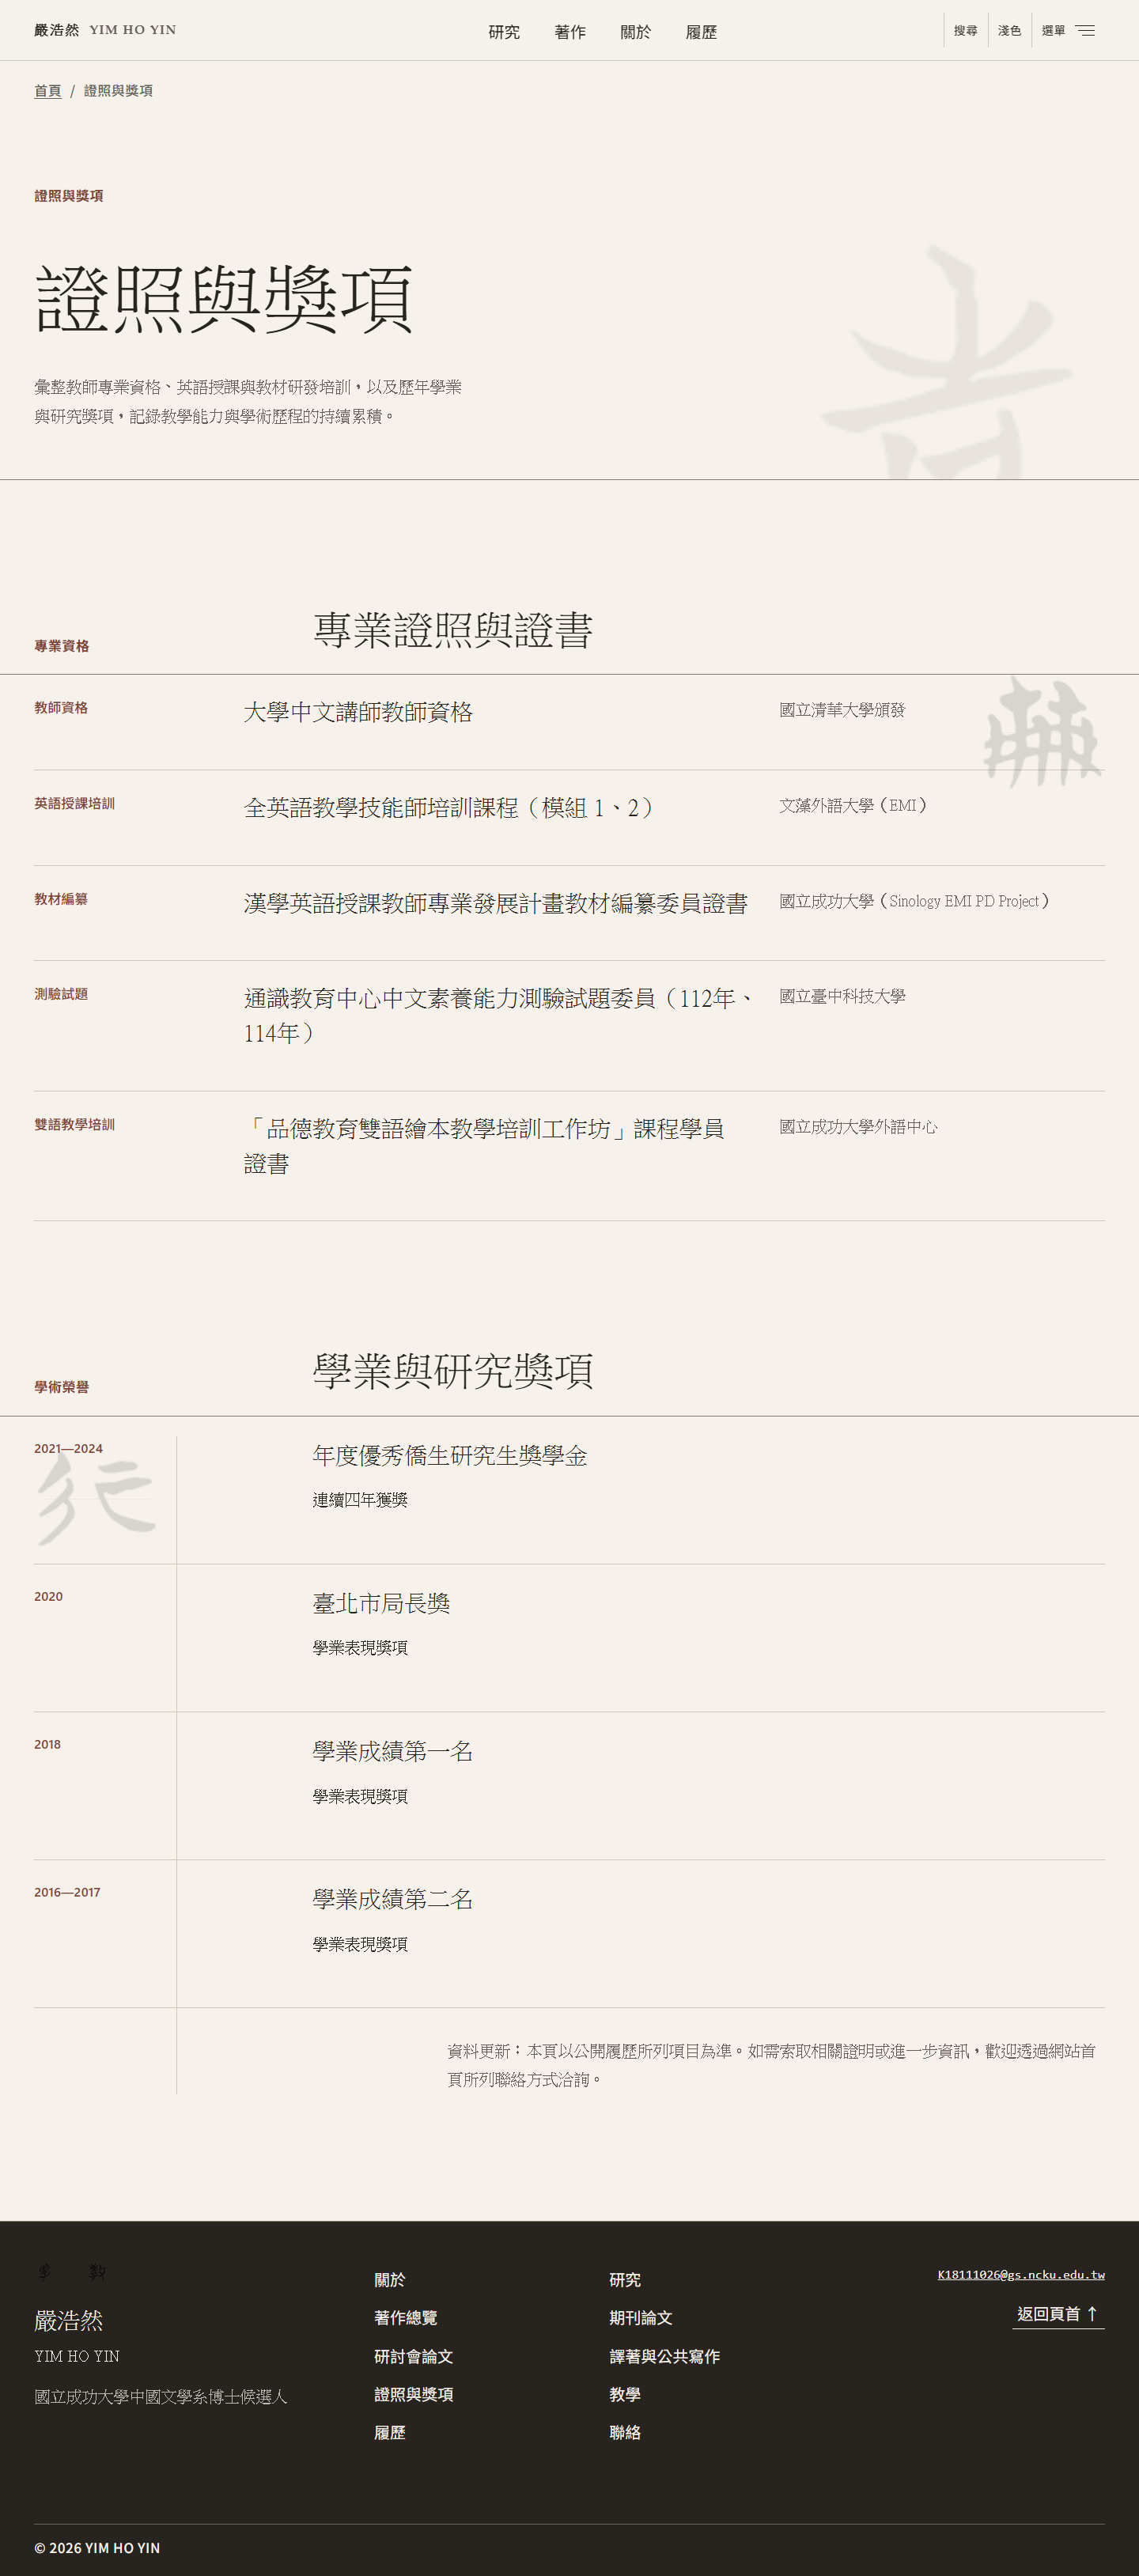 嚴浩然 YIM HO YIN
研究 著作 關於 履歷
搜尋 淺色 選單
首頁 / 證照與獎項
證照與獎項
證照與獎項
彙整教師專業資格、英語授課與教材研發培訓，以及歷年學業
與研究獎項，記錄教學能力與學術歷程的持續累積。
專業資格
專業證照與證書
教師資格
大學中文講師教師資格
國立清華大學頒發
英語授課培訓
全英語教學技能師培訓課程（模組 1、2）
文藻外語大學（EMI）
教材編纂
漢學英語授課教師專業發展計畫教材編纂委員證書
國立成功大學（Sinology EMI PD Project）
測驗試題
通識教育中心中文素養能力測驗試題委員（112年、
114年）
國立臺中科技大學
雙語教學培訓
「品德教育雙語繪本教學培訓工作坊」課程學員
證書
國立成功大學外語中心
學術榮譽
學業與研究獎項
2021—2024
年度優秀僑生研究生獎學金
連續四年獲獎
2020
臺北市局長獎
學業表現獎項
2018
學業成績第一名
學業表現獎項
2016—2017
學業成績第二名
學業表現獎項
資料更新：本頁以公開履歷所列項目為準。如需索取相關證明或進一步資訊，歡迎透過網站首
頁所列聯絡方式洽詢。
嚴浩然
YIM HO YIN
國立成功大學中國文學系博士候選人
關於
著作總覽
研討會論文
證照與獎項
履歷
研究
期刊論文
譯著與公共寫作
教學
聯絡
K18111026@gs.ncku.edu.tw
返回頁首 ↑
© 2026 YIM HO YIN